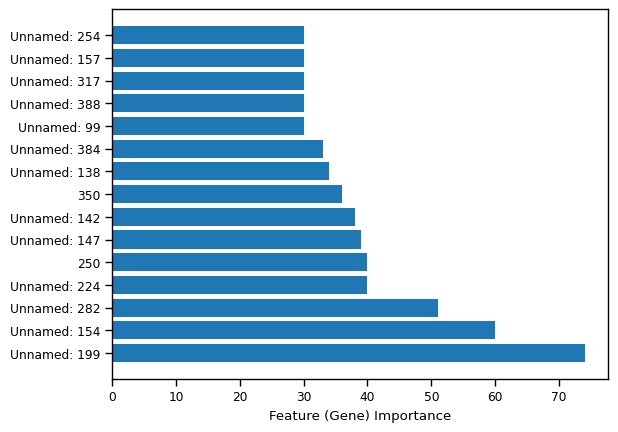 Unnamed: 254
Unnamed: 157
Unnamed: 317
Unnamed: 388
Unnamed: 99
Unnamed: 384
Unnamed: 138
350
Unnamed: 142
Unnamed: 147
250
Unnamed: 224
Unnamed: 282
Unnamed: 154
Unnamed: 199
0 10 20 30 40 50 60 70
Feature (Gene) Importance